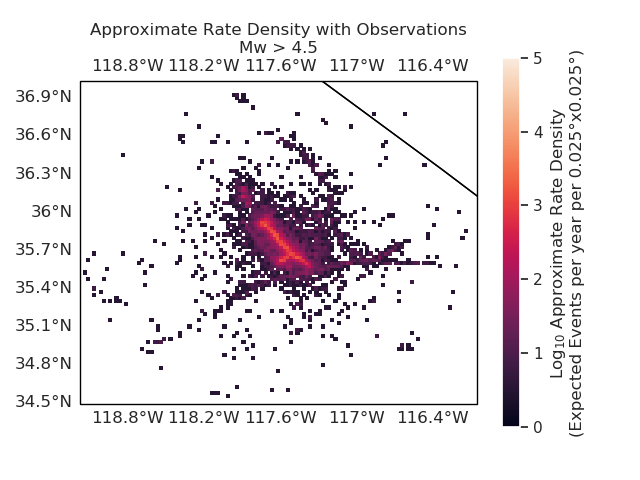 Approximate Rate Density with Observations
Mw > 4.5
118.8°W 118.2°W 117.6°W 117°W 116.4°W
36.9°N
36.6°N
36.3°N
36°N
35.7°N
35.4°N
35.1°N
34.8°N
34.5°N
118.8°W 118.2°W 117.6°W 117°W 116.4°W
5
4
3
2
1
0
Log₁₀ Approximate Rate Density
(Expected Events per year per 0.025°x0.025°)